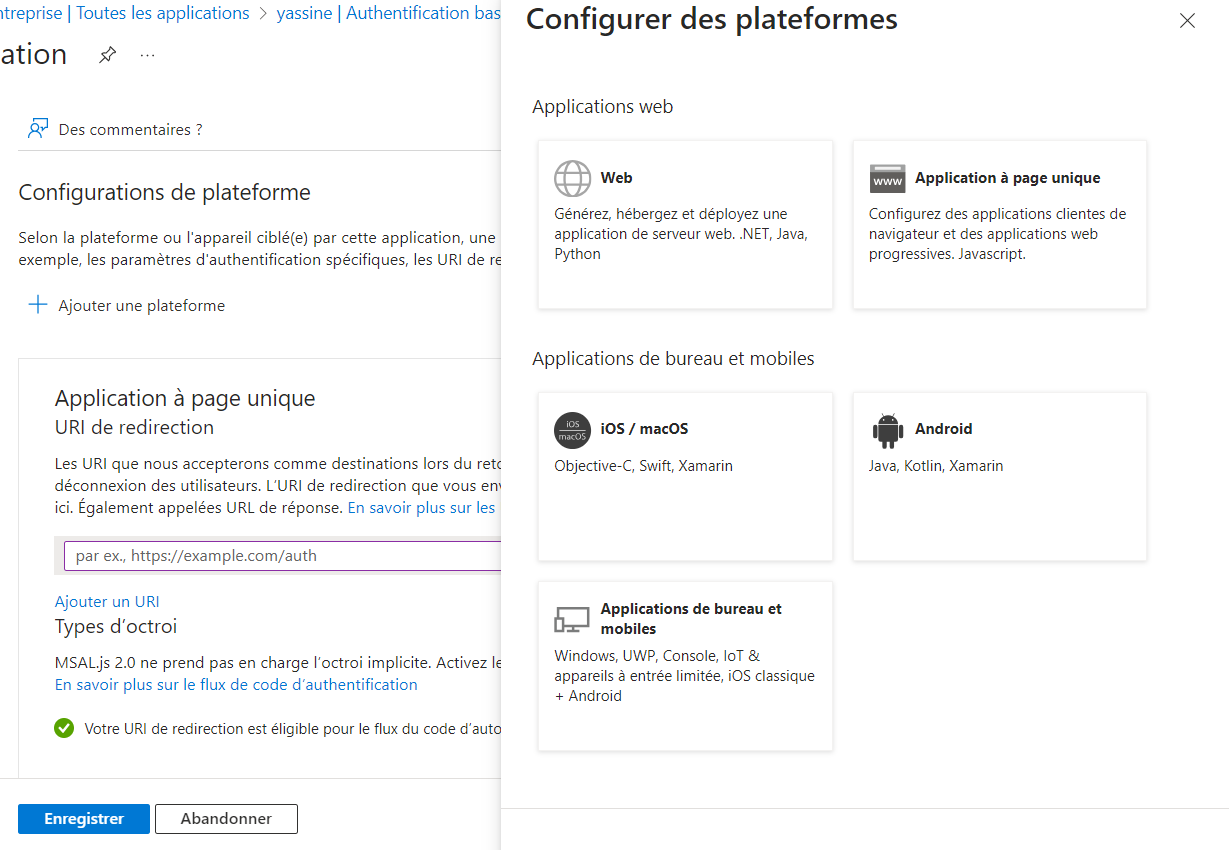 ntreprise | Toutes les applications > yassine | Authentification bas
ation ...
Des commentaires ?
Configurations de plateforme
Selon la plateforme ou l'appareil ciblé(e) par cette application, une
exemple, les paramètres d'authentification spécifiques, les URI de re
Ajouter une plateforme
Application à page unique
URI de redirection
Les URI que nous accepterons comme destinations lors du reto
déconnexion des utilisateurs. L'URI de redirection que vous env
ici. Également appelées URL de réponse. En savoir plus sur les
par ex., https://example.com/auth
Ajouter un URI
Types d'octroi
MSAL.js 2.0 ne prend pas en charge l'octroi implicite. Activez le
En savoir plus sur le flux de code d'authentification
Votre URI de redirection est éligible pour le flux du code d'auto
Enregistrer
Abandonner
Configurer des plateformes
Applications web
Web
Générez, hébergez et déployez une
application de serveur web. .NET, Java,
Python
www
Application à page unique
Configurez des applications clientes de
navigateur et des applications web
progressives. Javascript.
Applications de bureau et mobiles
iOS
macOS
iOS / macOS
Objective-C, Swift, Xamarin
Android
Java, Kotlin, Xamarin
Applications de bureau et
mobiles
Windows, UWP, Console, IoT &
appareils à entrée limitée, iOS classique
+ Android